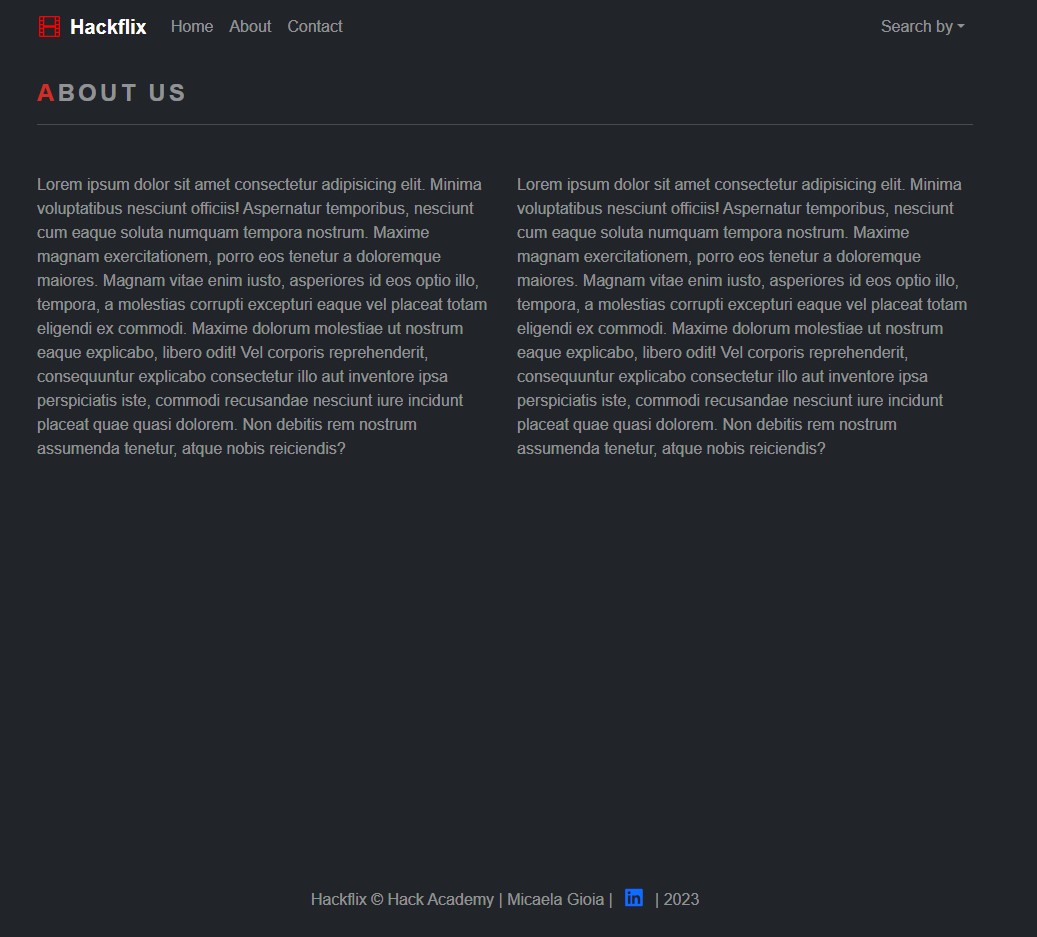 Hackflix Home About Contact Search by
ABOUT US
Lorem ipsum dolor sit amet consectetur adipisicing elit. Minima
voluptatibus nesciunt officiis! Aspernatur temporibus, nesciunt
cum eaque soluta numquam tempora nostrum. Maxime
magnam exercitationem, porro eos tenetur a doloremque
maiores. Magnam vitae enim iusto, asperiores id eos optio illo,
tempora, a molestias corrupti excepturi eaque vel placeat totam
eligendi ex commodi. Maxime dolorum molestiae ut nostrum
eaque explicabo, libero odit! Vel corporis reprehenderit,
consequuntur explicabo consectetur illo aut inventore ipsa
perspiciatis iste, commodi recusandae nesciunt iure incidunt
placeat quae quasi dolorem. Non debitis rem nostrum
assumenda tenetur, atque nobis reiciendis?
Lorem ipsum dolor sit amet consectetur adipisicing elit. Minima
voluptatibus nesciunt officiis! Aspernatur temporibus, nesciunt
cum eaque soluta numquam tempora nostrum. Maxime
magnam exercitationem, porro eos tenetur a doloremque
maiores. Magnam vitae enim iusto, asperiores id eos optio illo,
tempora, a molestias corrupti excepturi eaque vel placeat totam
eligendi ex commodi. Maxime dolorum molestiae ut nostrum
eaque explicabo, libero odit! Vel corporis reprehenderit,
consequuntur explicabo consectetur illo aut inventore ipsa
perspiciatis iste, commodi recusandae nesciunt iure incidunt
placeat quae quasi dolorem. Non debitis rem nostrum
assumenda tenetur, atque nobis reiciendis?
Hackflix © Hack Academy | Micaela Gioia | in | 2023